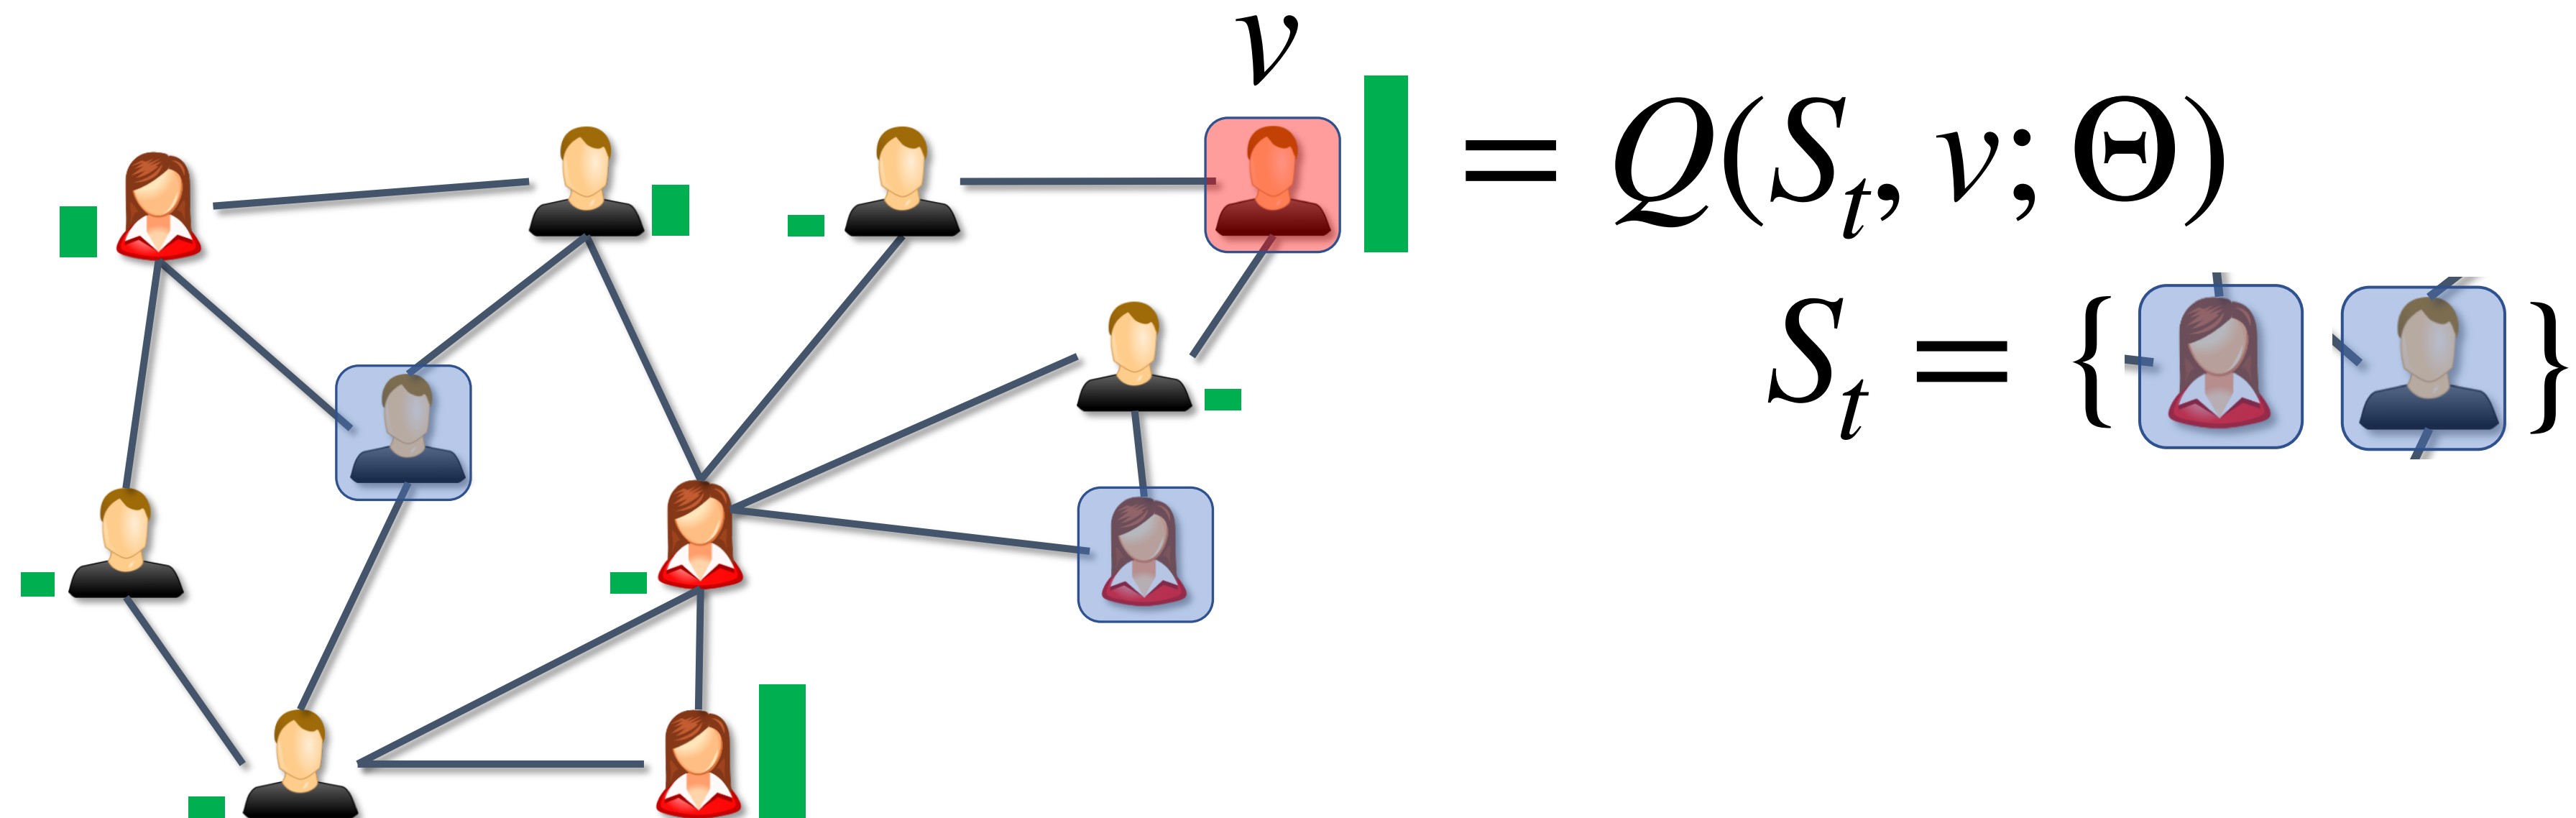 v
= Q(S_t, v; Θ)
S_t = { }